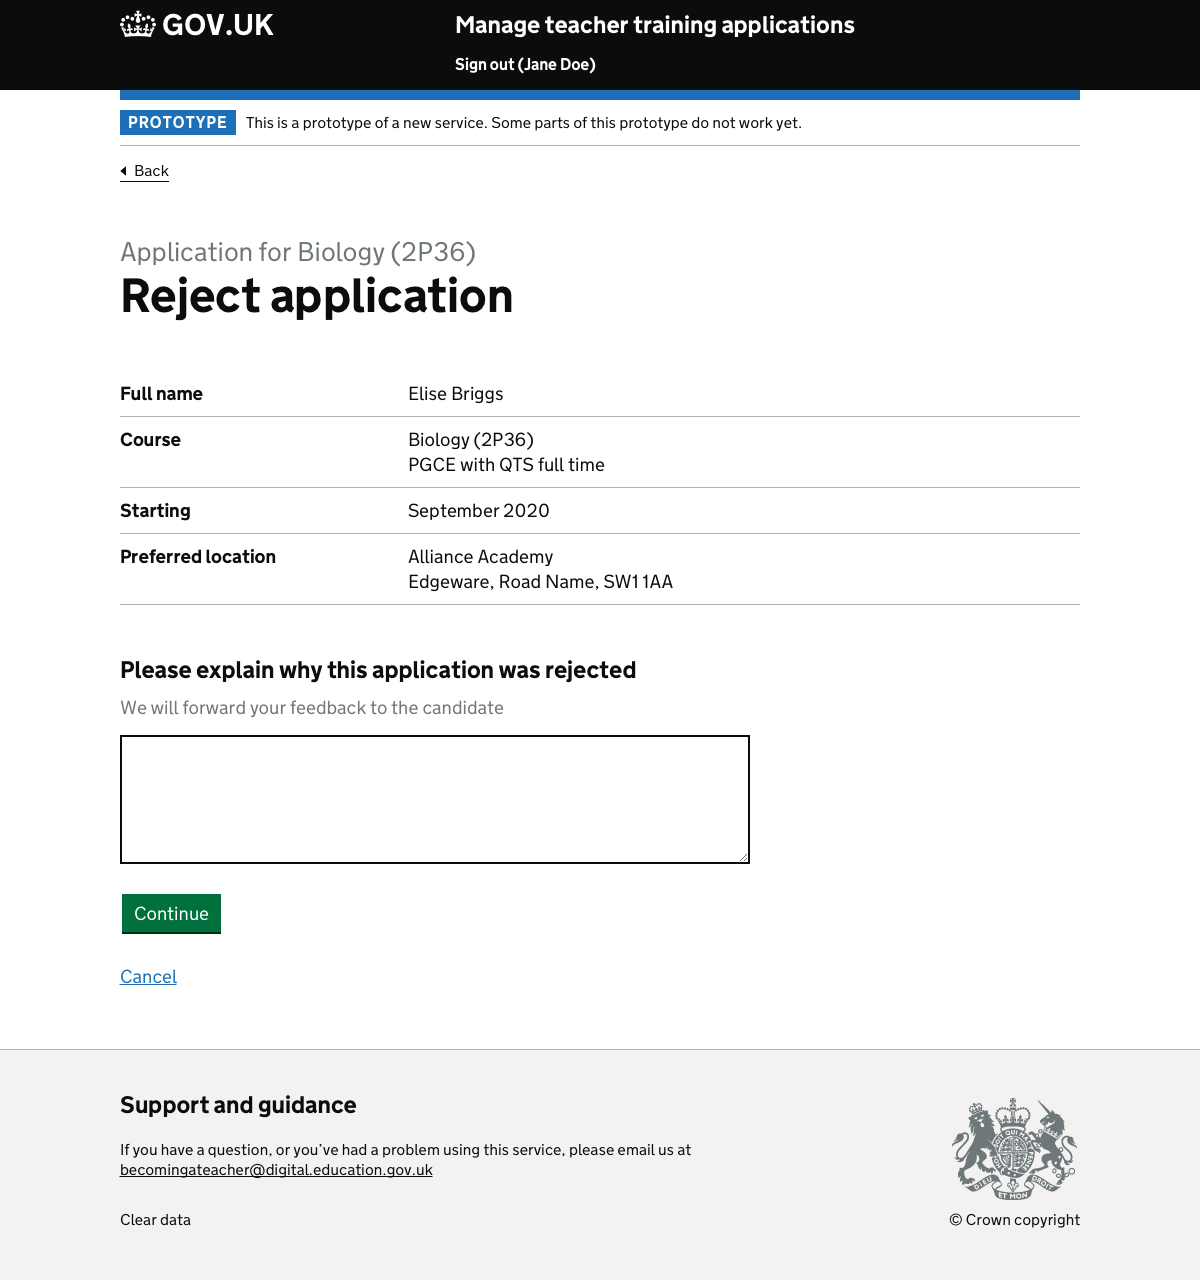 GOV.UK
Manage teacher training applications
Sign out (Jane Doe)
PROTOTYPE This is a prototype of a new service. Some parts of this prototype do not work yet.
Back
Application for Biology (2P36)
Reject application
Full name Elise Briggs
Course Biology (2P36)
PGCE with QTS full time
Starting September 2020
Preferred location Alliance Academy
Edgeware, Road Name, SW1 1AA
Please explain why this application was rejected
We will forward your feedback to the candidate
Continue
Cancel
Support and guidance
If you have a question, or you’ve had a problem using this service, please email us at
becomingateacher@digital.education.gov.uk
DIEU ET MON DROIT
Clear data
© Crown copyright